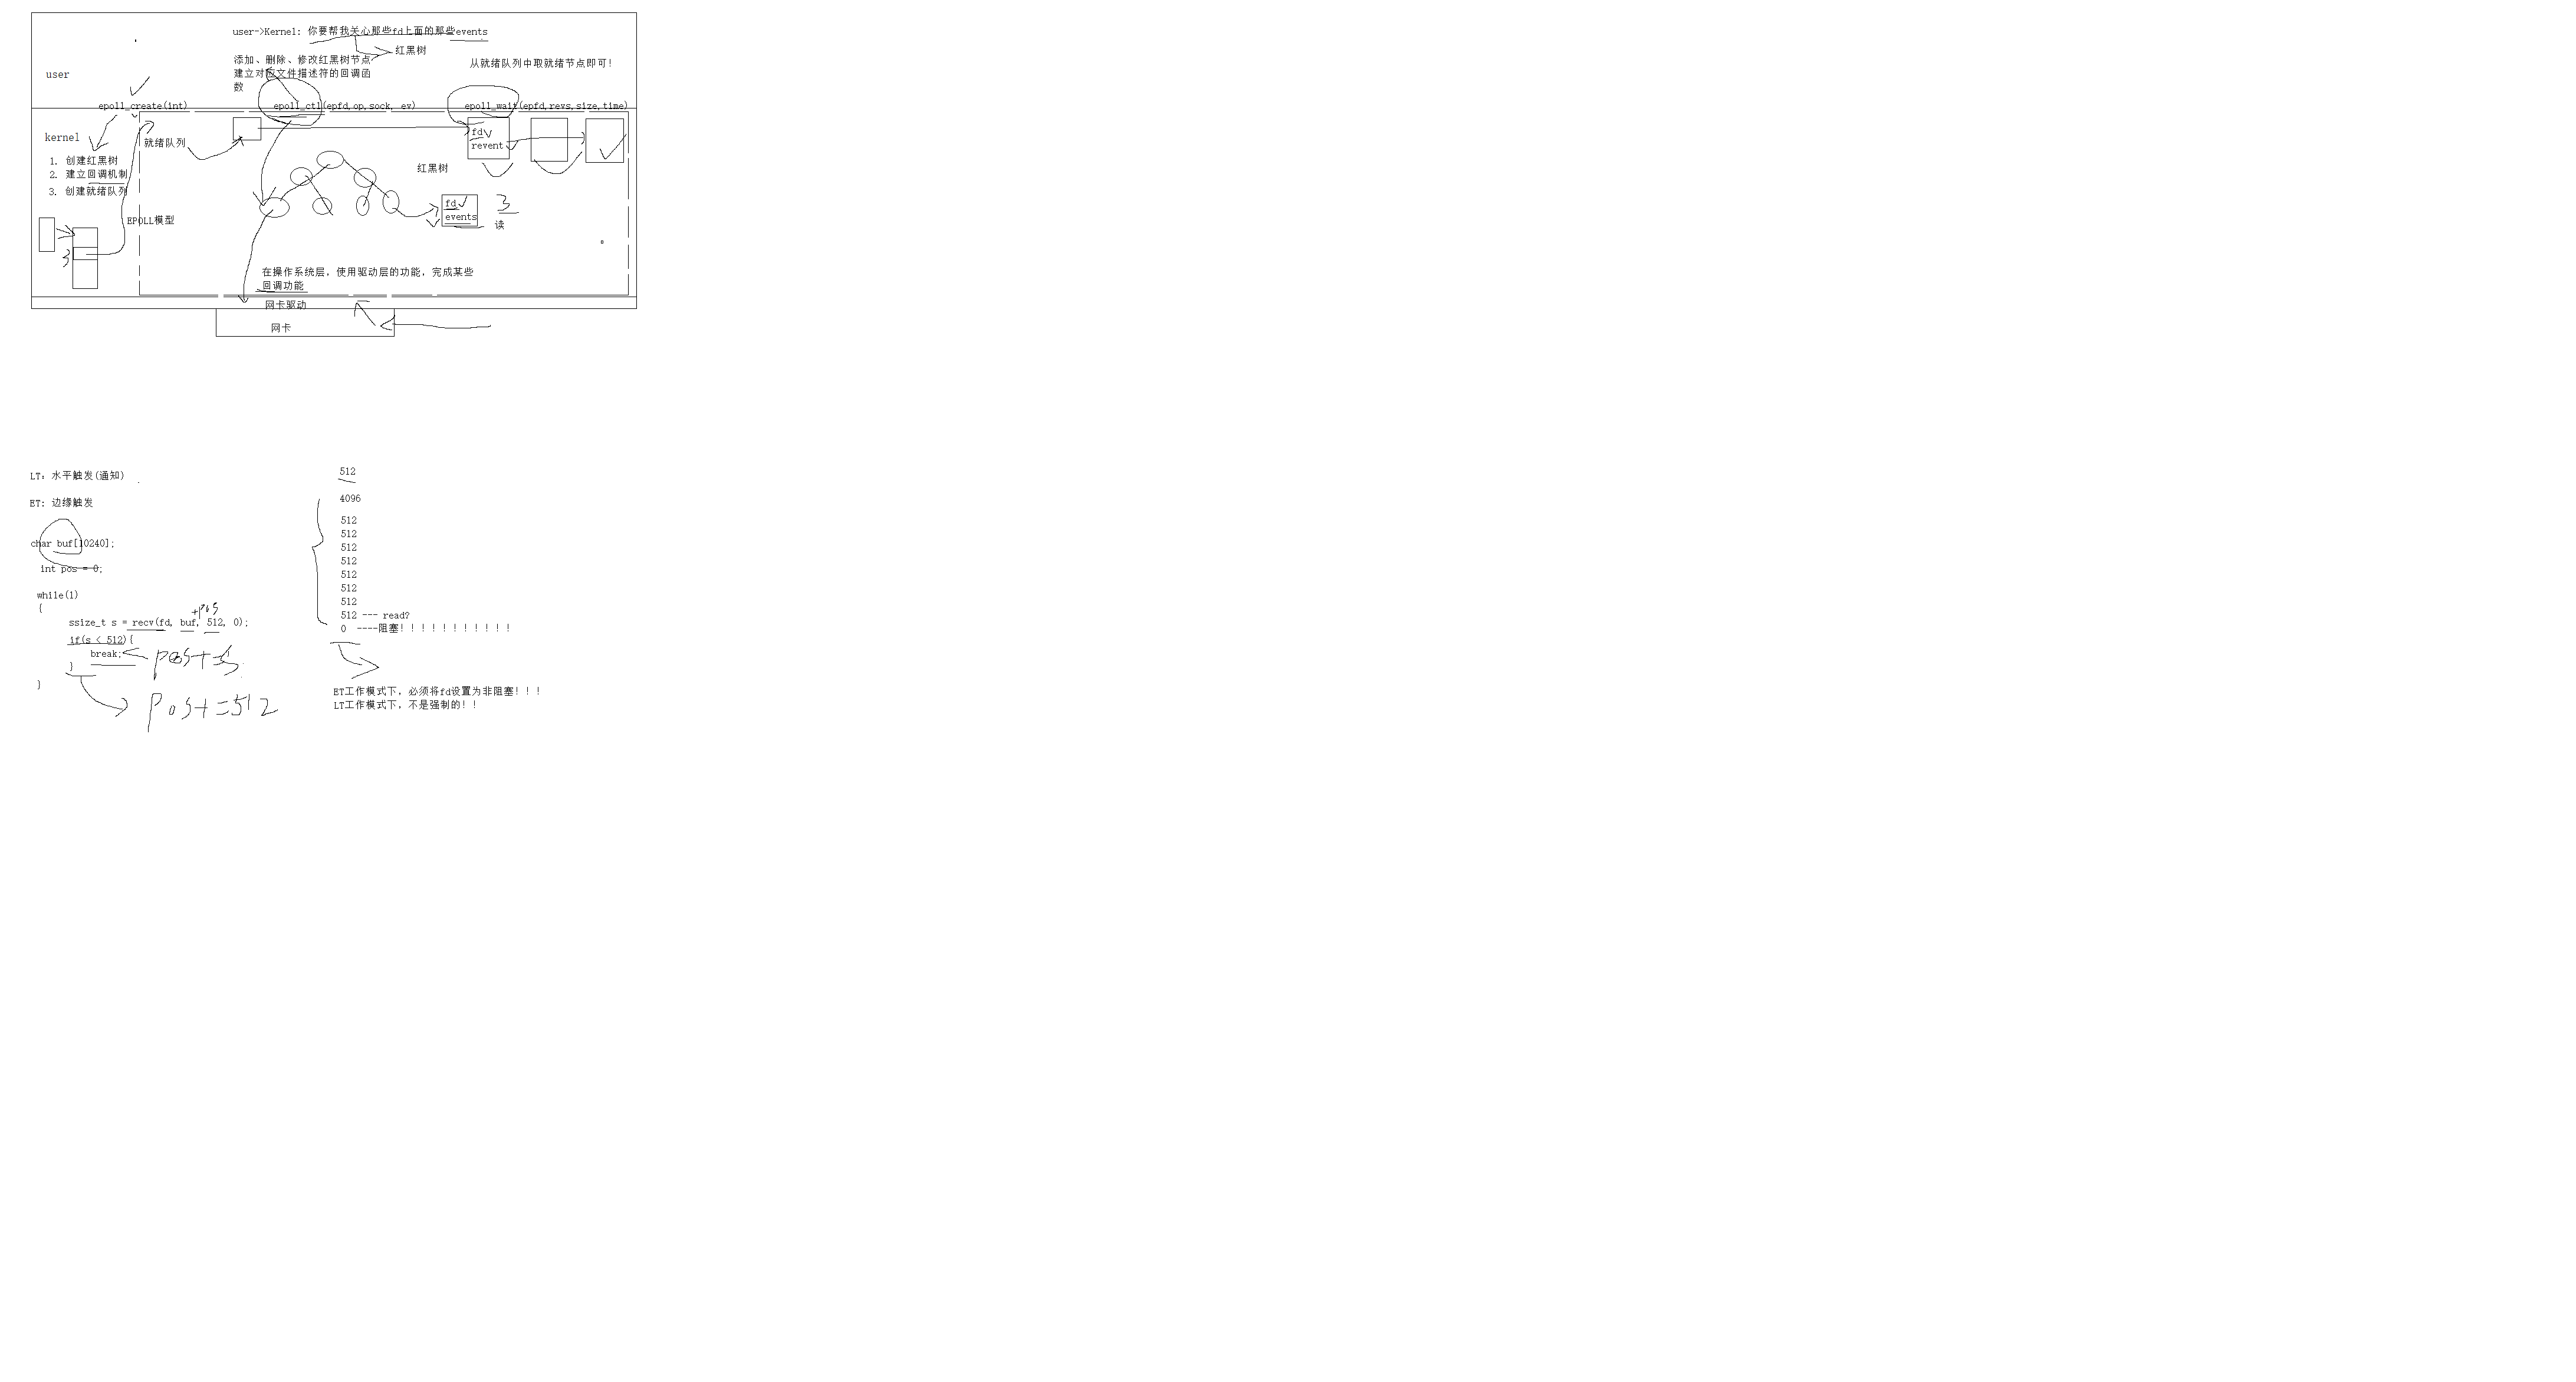 user->Kernel: 你要帮我关心那些fd上面的那些events
红黑树
添加、删除、修改红黑树节点
建立对应文件描述符的回调函
数
从就绪队列中取就绪节点即可!
user
epoll_create(int)
epoll_ctl(epfd,op,sock, ev)
epoll_wait(epfd,revs,size,time)
kernel
就绪队列
fd
revent
1. 创建红黑树
2. 建立回调机制
3. 创建就绪队列
红黑树
fd
events
3
读
EPOLL模型
3
在操作系统层，使用驱动层的功能，完成某些
回调功能
网卡驱动
网卡
LT: 水平触发(通知)
ET: 边缘触发
char buf[10240];
int pos = 0;
while(1)
{
+pos
ssize_t s = recv(fd, buf, 512, 0);
if(s < 512){
break;
pos+=s
}
}
pos+=512
512
4096
512
512
512
512
512
512
512
512 --- read?
0 ----阻塞！！！！！！！！！！！
ET工作模式下，必须将fd设置为非阻塞！！！
LT工作模式下，不是强制的！！